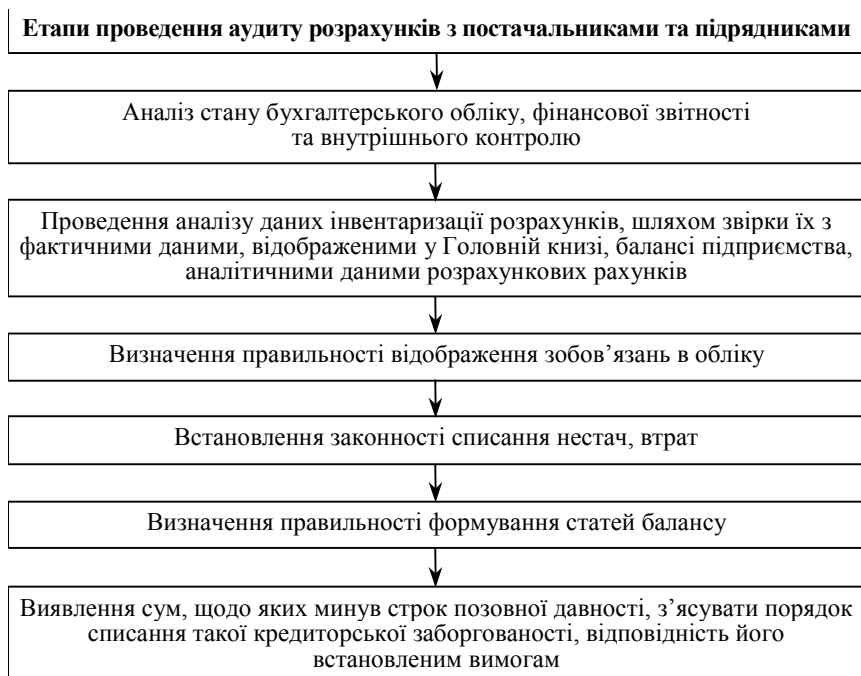 Етапи проведення аудиту розрахунків з постачальниками та підрядниками
Аналіз стану бухгалтерського обліку, фінансової звітності
та внутрішнього контролю
Проведення аналізу даних інвентаризації розрахунків, шляхом звірки їх з
фактичними даними, відображеними у Головній книзі, балансі підприємства,
аналітичними даними розрахункових рахунків
Визначення правильності відображення зобов’язань в обліку
Встановлення законності списання нестач, втрат
Визначення правильності формування статей балансу
Виявлення сум, щодо яких минув строк позовної давності, з’ясувати порядок
списання такої кредиторської заборгованості, відповідність його
встановленим вимогам